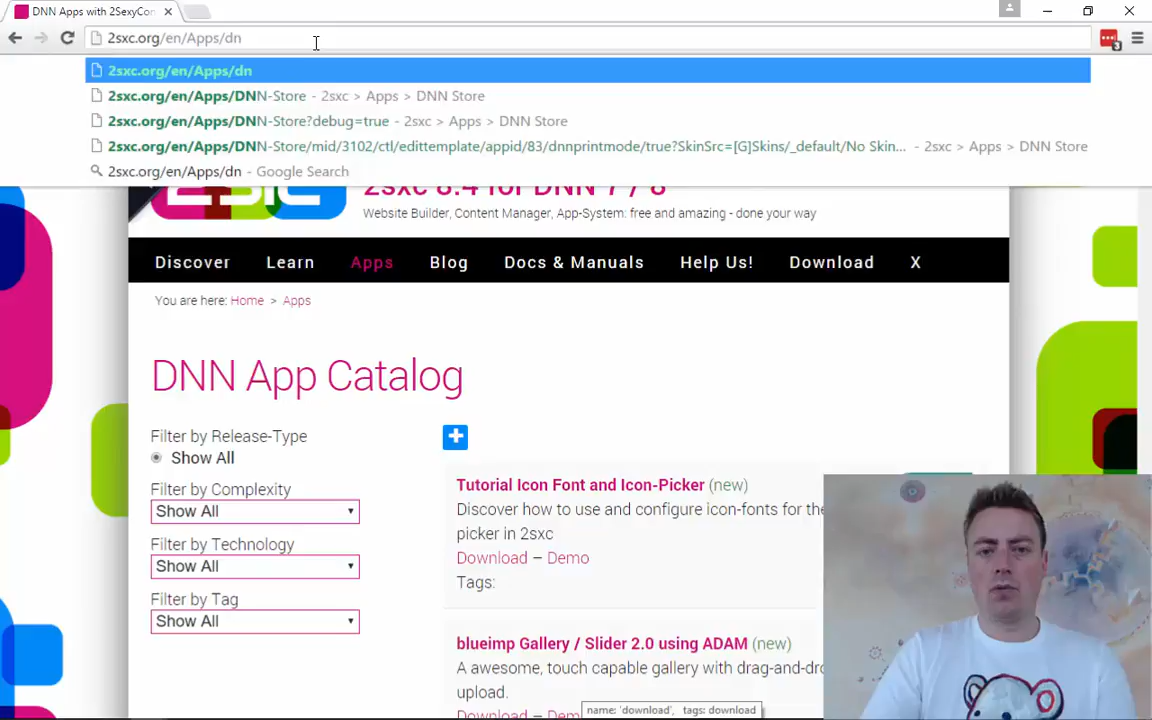 DNN Apps with 2SexyCon
2sxc.org/en/Apps/dn
3
2sxc.org/en/Apps/dn
2sxc.org/en/Apps/DNN-Store - 2sxc > Apps > DNN Store
2sxc.org/en/Apps/DNN-Store?debug=true - 2sxc > Apps > DNN Store
2sxc.org/en/Apps/DNN-Store/mid/3102/ctl/edittemplate/appid/83/dnnprintmode/true?SkinSrc=[G]Skins/_default/No Skin... - 2sxc > Apps > DNN Store
2sxc.org/en/Apps/dn - Google Search
2sxc 8.4 for DNN 7 / 8
Website Builder, Content Manager, App-System: free and amazing - done your way
Discover Learn Apps Blog Docs & Manuals Help Us! Download X
You are here: Home > Apps
DNN App Catalog
Filter by Release-Type
Show All
Filter by Complexity
Show All
Filter by Technology
Show All
Filter by Tag
Show All
Tutorial Icon Font and Icon-Picker (new)
Discover how to use and configure icon-fonts for the
picker in 2sxc
Download – Demo
Tags:
blueimp Gallery / Slider 2.0 using ADAM (new)
A awesome, touch capable gallery with drag-and-dro
upload.
Download – Demo
name: 'download', tags: download